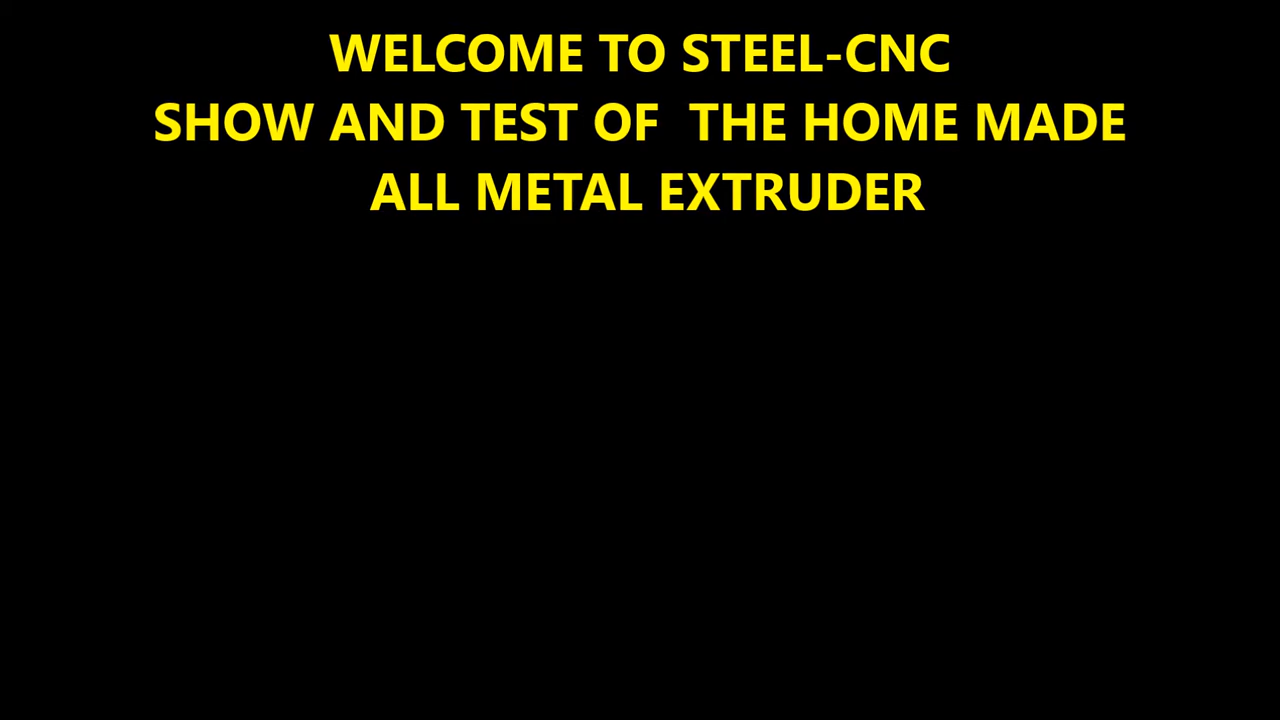 WELCOME TO STEEL-CNC
SHOW AND TEST OF  THE HOME MADE
ALL METAL EXTRUDER